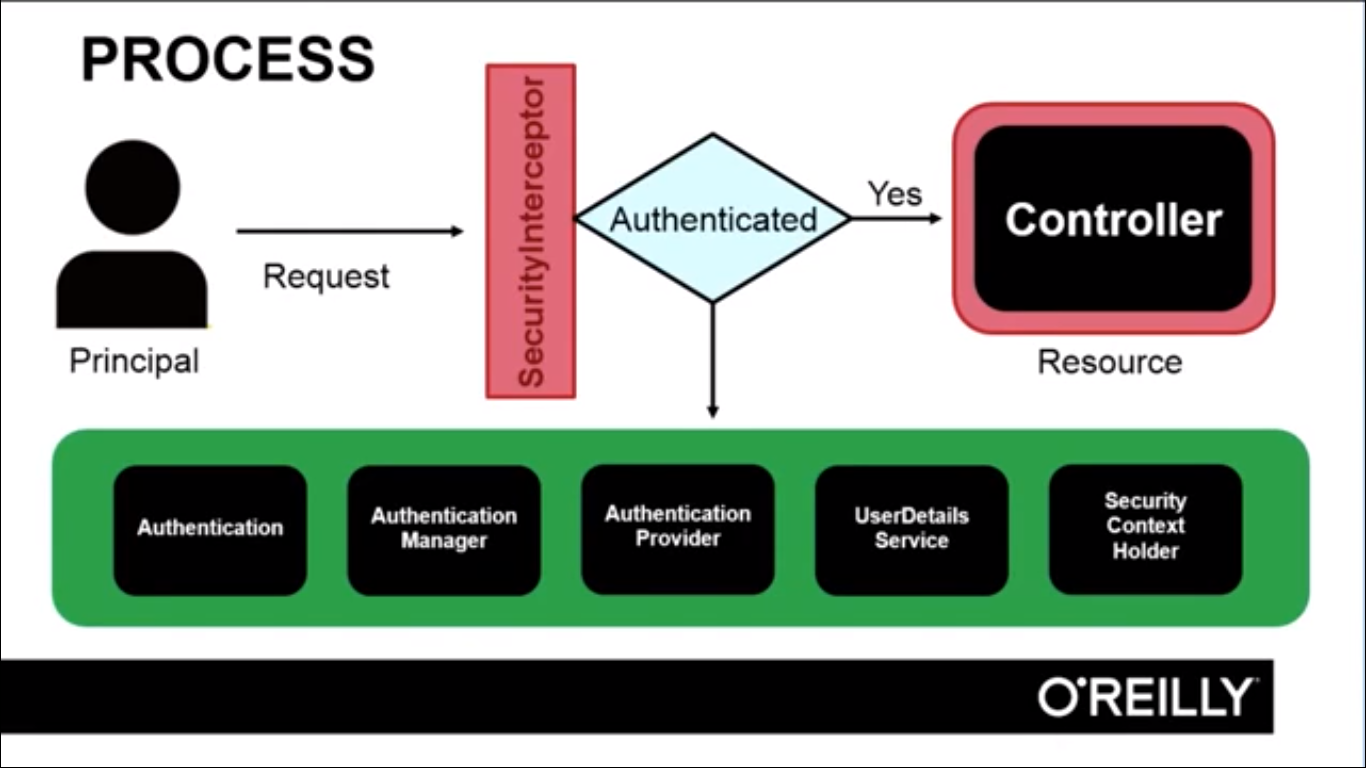 PROCESS
SecurityInterceptor
Authenticated
Yes
Controller
Request
Principal
Resource
Authentication
Authentication
Manager
Authentication
Provider
UserDetails
Service
Security
Context
Holder
O'REILLY